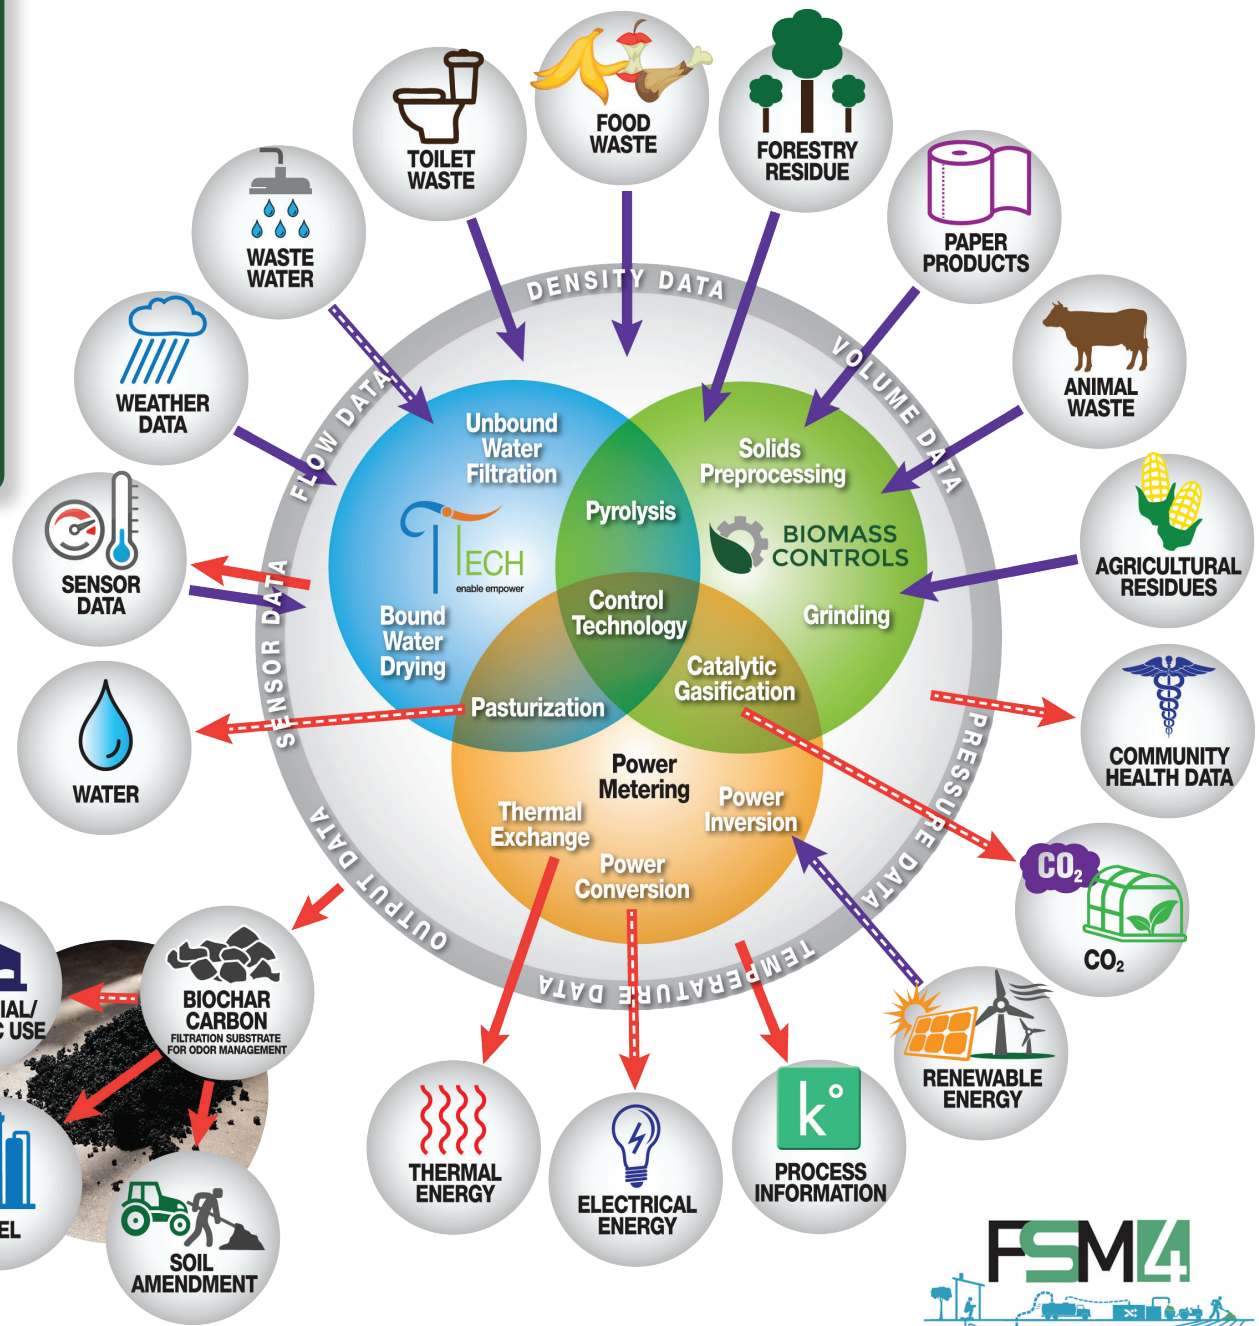 FOOD
WASTE
TOILET
WASTE
FORESTRY
RESIDUE
PAPER
PRODUCTS
WASTE
WATER
ANIMAL
WASTE
WEATHER
DATA
AGRICULTURAL
RESIDUES
SENSOR
DATA
COMMUNITY
HEALTH DATA
WATER
CO₂
CO₂
RENEWABLE
ENERGY
PROCESS
INFORMATION
k°
ELECTRICAL
ENERGY
THERMAL
ENERGY
BIOCHAR
CARBON
FILTRATION SUBSTRATE
FOR ODOR MANAGEMENT
IAL/
C USE
EL
SOIL
AMENDMENT
DENSITY DATA
VOLUME DATA
PRESSURE DATA
TEMPERATURE DATA
OUTPUT DATA
SENSOR DATA
FLOW DATA
Unbound
Water
Filtration
TECH
enable empower
Bound
Water
Drying
Pyrolysis
Solids
Preprocessing
BIOMASS
CONTROLS
Grinding
Control
Technology
Catalytic
Gasification
Pasturization
Power
Metering
Thermal
Exchange
Power
Inversion
Power
Conversion
FSM4